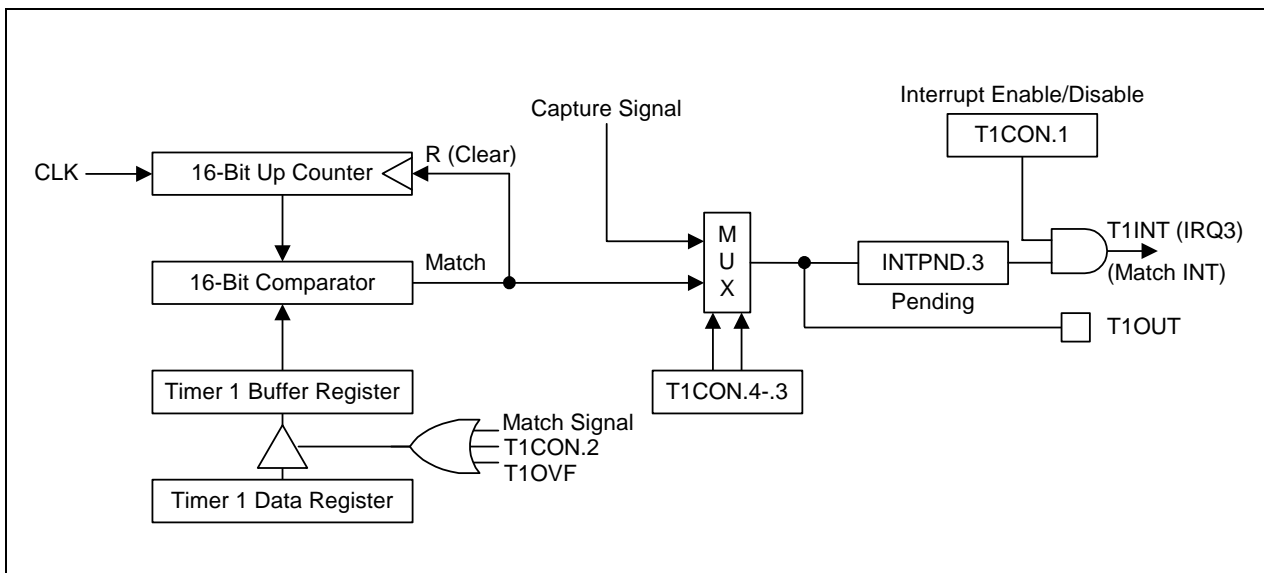 Interrupt Enable/Disable
Capture Signal
T1CON.1
R (Clear)
CLK
16-Bit Up Counter
M
U
X
T1INT (IRQ3)
Match
16-Bit Comparator
INTPND.3
(Match INT)
Pending
T1OUT
Timer 1 Buffer Register
T1CON.4-.3
Match Signal
T1CON.2
T1OVF
Timer 1 Data Register